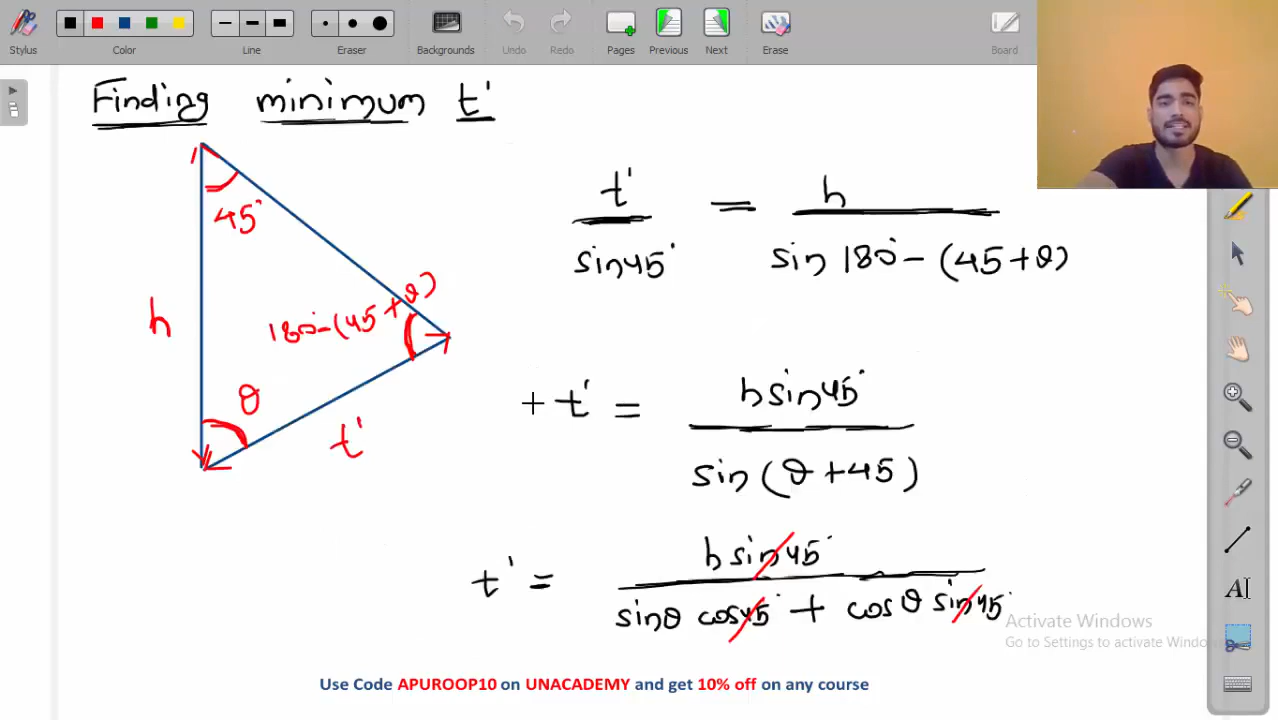 Stylus
Color
Line
Eraser
Backgrounds
Undo
Redo
Pages
Previous
Next
Erase
Board
Finding minimum t'
45°
h
180-(45+θ)
θ
t'
t' / sin45° = h / sin 180-(45+θ)
t' = h sin45° / sin(θ+45)
t' = h sin45° / sinθ cos45° + cosθ sin45°
Activate Windows
Go to Settings to activate Windows
Use Code APUROOP10 on UNACADEMY and get 10% off on any course
AI